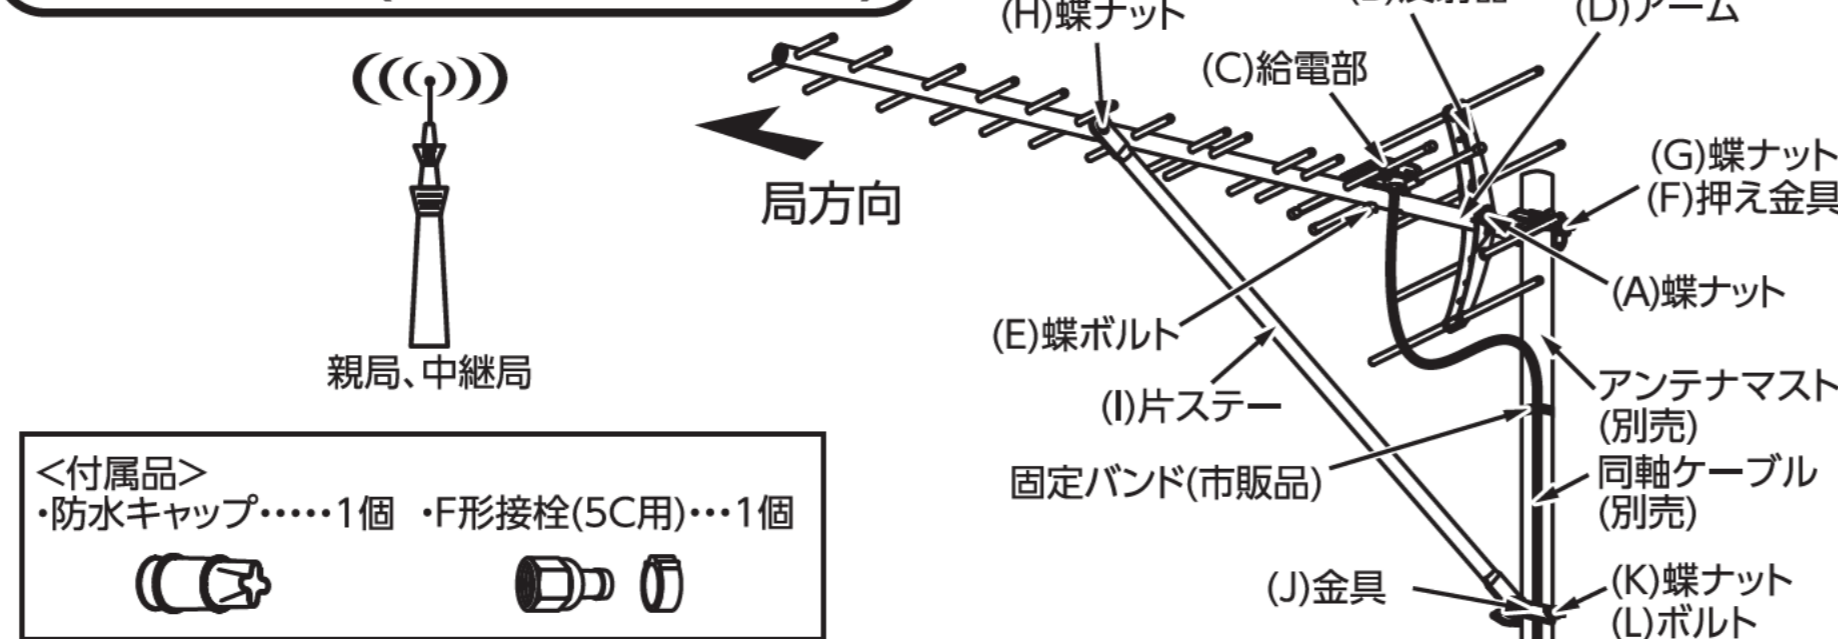 (H)蝶ナット
(D)アーム
(C)給電部
(G)蝶ナット
(F)押え金具
局方向
(A)蝶ナット
(E)蝶ボルト
親局、中継局
(I)片ステー
アンテナマスト
(別売)
固定バンド(市販品)
同軸ケーブル
(別売)
<付属品>
・防水キャップ・・・・・1個 ・F形接栓(5C用)・・・1個
(J)金具
(K)蝶ナット
(L)ボルト